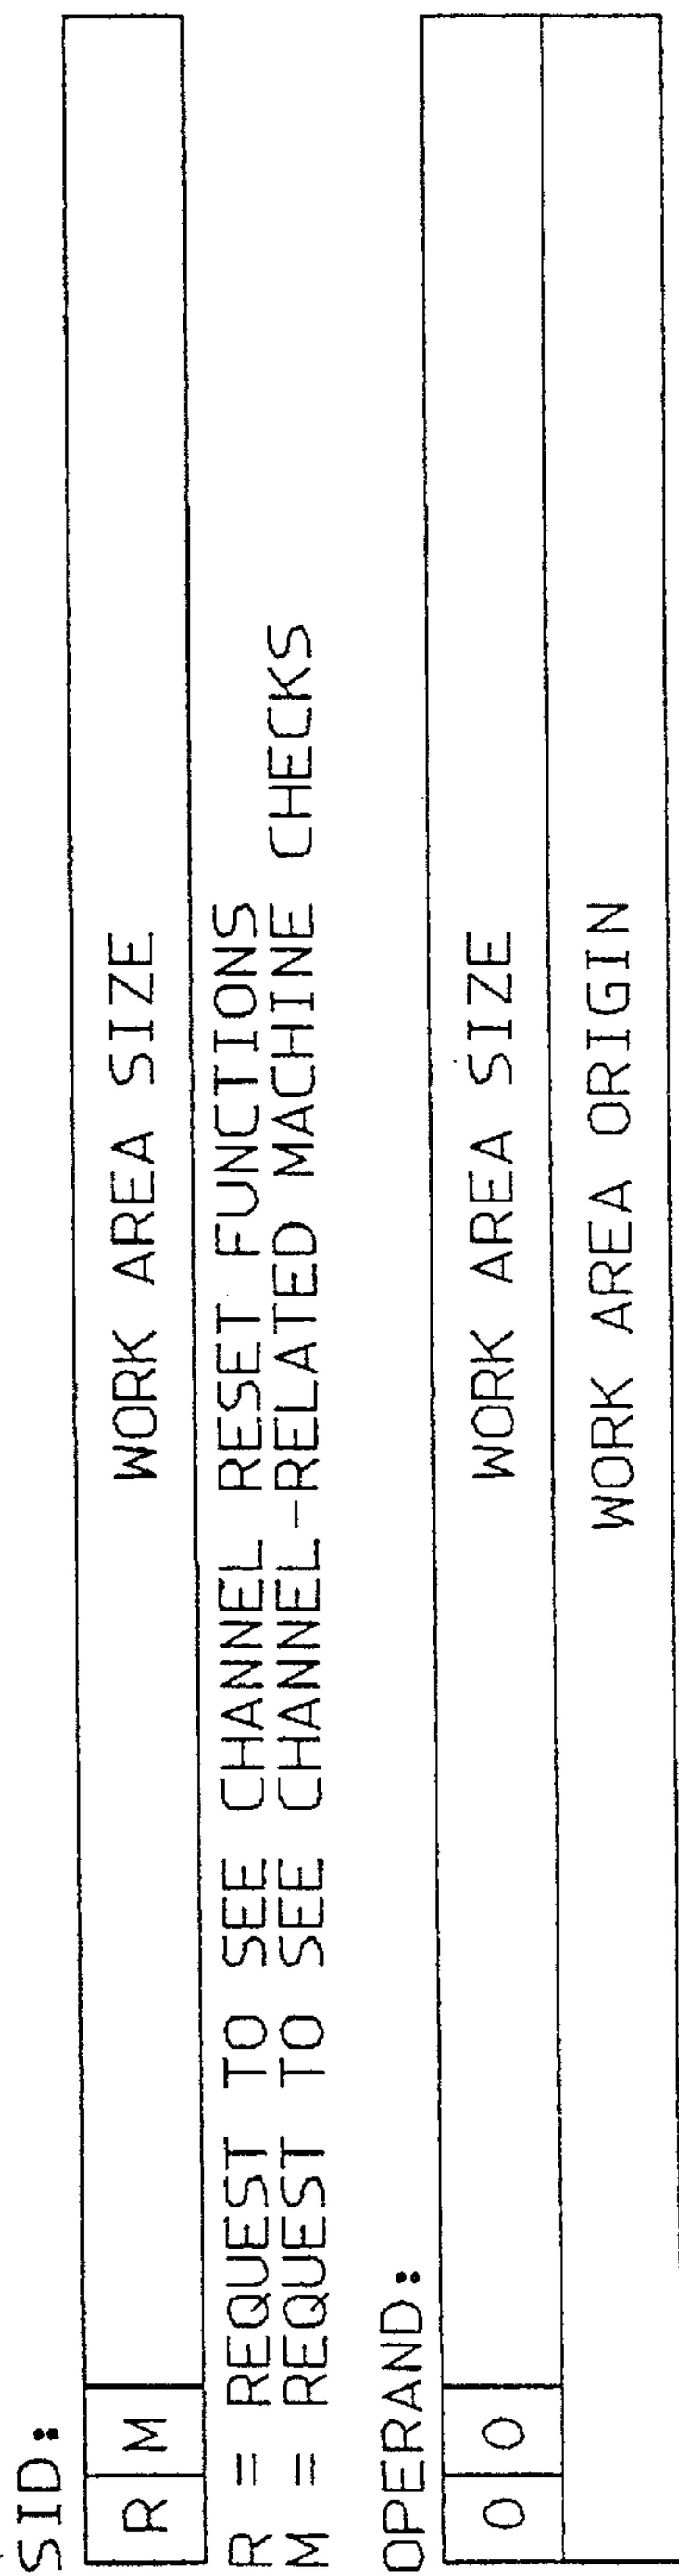 SID:
R M WORK AREA SIZE
R = REQUEST TO SEE CHANNEL RESET FUNCTIONS
M = REQUEST TO SEE CHANNEL-RELATED MACHINE CHECKS
OPERAND:
0 0 WORK AREA SIZE
WORK AREA ORIGIN